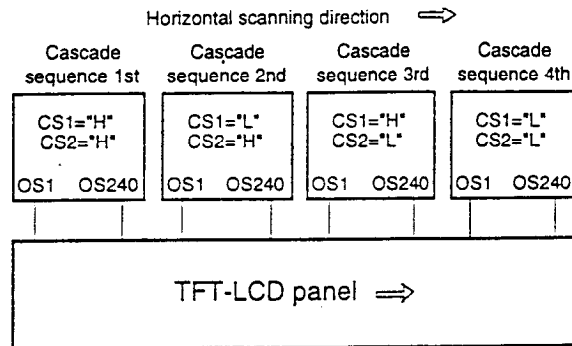 Horizontal scanning direction ⇨
Cascade sequence 1st
CS1="H"
CS2="H"
OS1 OS240
Cascade sequence 2nd
CS1="L"
CS2="H"
OS1 OS240
Cascade sequence 3rd
CS1="H"
CS2="L"
OS1 OS240
Cascade sequence 4th
CS1="L"
CS2="L"
OS1 OS240
TFT-LCD panel ⇨